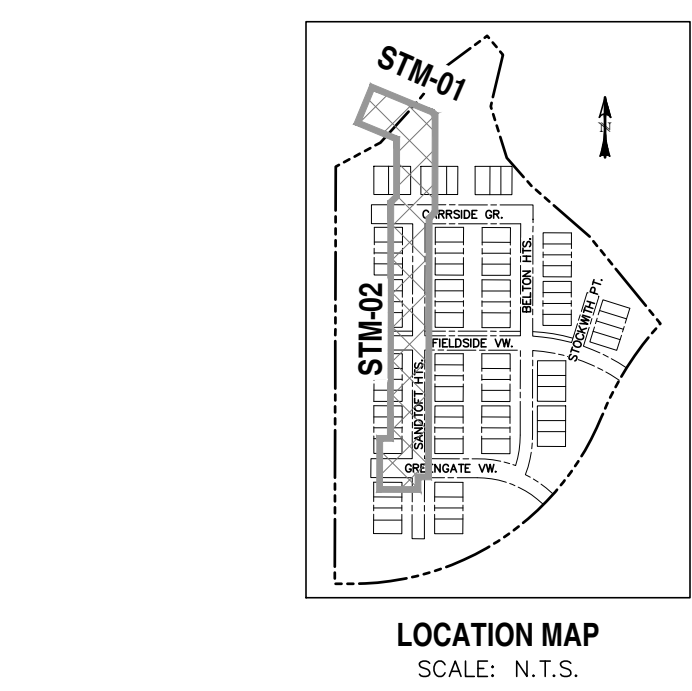 STM-01
N
CARRSIDE GR.
BELTON HTS.
STOCKWITH PT.
STM-02
FIELDSIDE VW.
SANDTOFT HTS.
GREENGATE VW.
LOCATION MAP
SCALE: N.T.S.